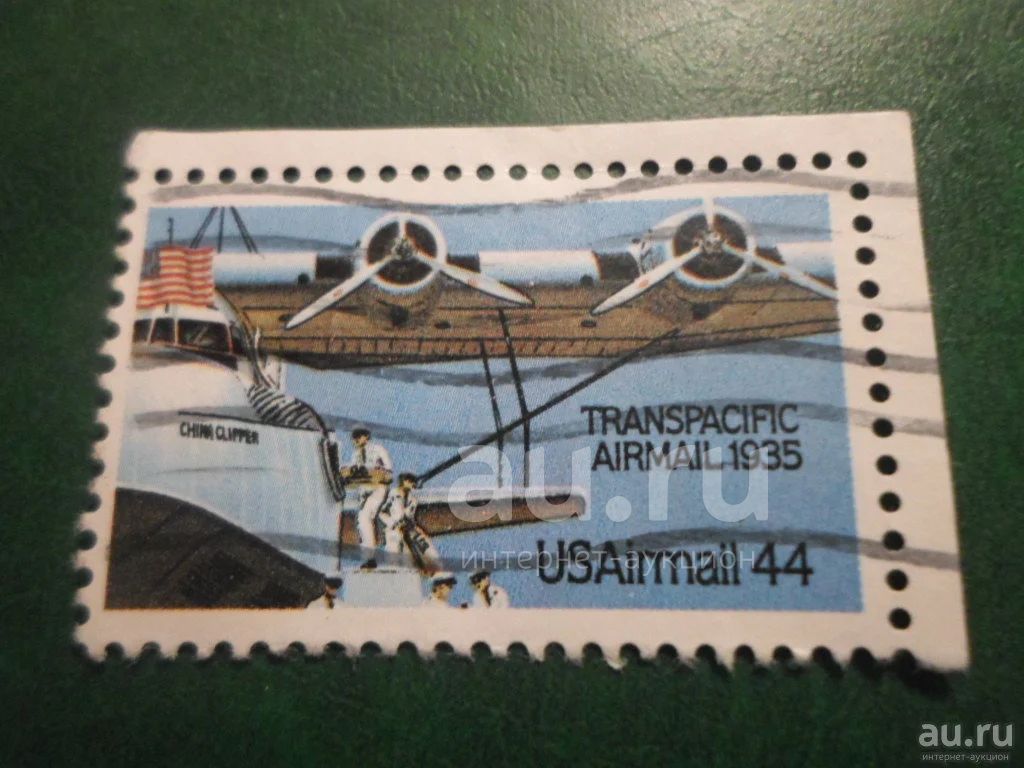 CHINA CLIPPER
TRANSPACIFIC
AIRMAIL 1935
USAirmail 44
au.ru
интернет-аукцион
au.ru
интернет-аукцион